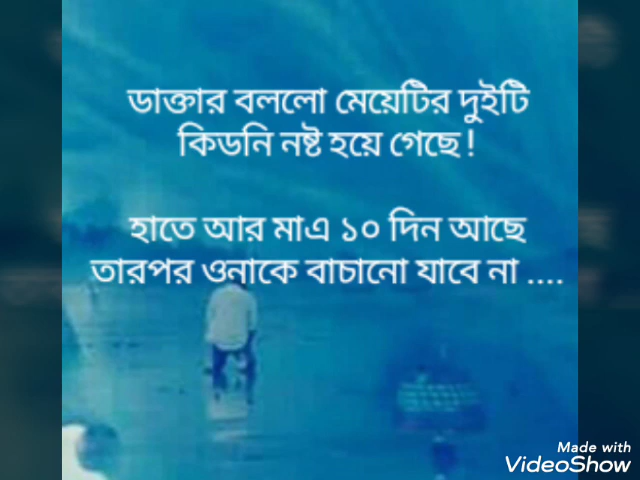 ডাক্তার বললো মেয়েটির দুইটি
কিডনি নষ্ট হয়ে গেছে !
হাতে আর মাএ ১০ দিন আছে
তারপর ওনাকে বাচানো যাবে না ....
Made with
VideoShow